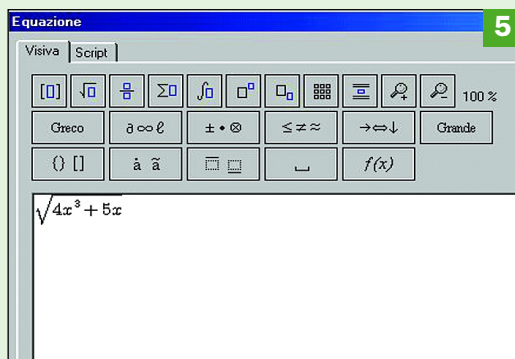 Equazione
5
Visiva Script
[▯] √▯ ▯/▯ Σ▯ ∫▯ ▯▫ ▯▫ 100 %
Greco ∂∞ℓ ±•⊗ ≤≠≈ →⇔↓ Grande
() [] ȧ ã f(x)
√4x³ + 5x